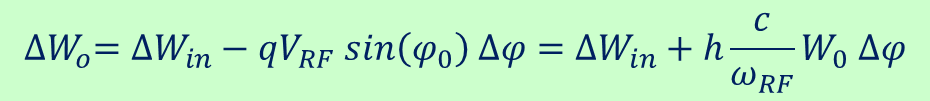 ΔW_o = ΔW_in − qV_RF sin(φ_0) Δφ = ΔW_in + h c/ω_RF W_0 Δφ